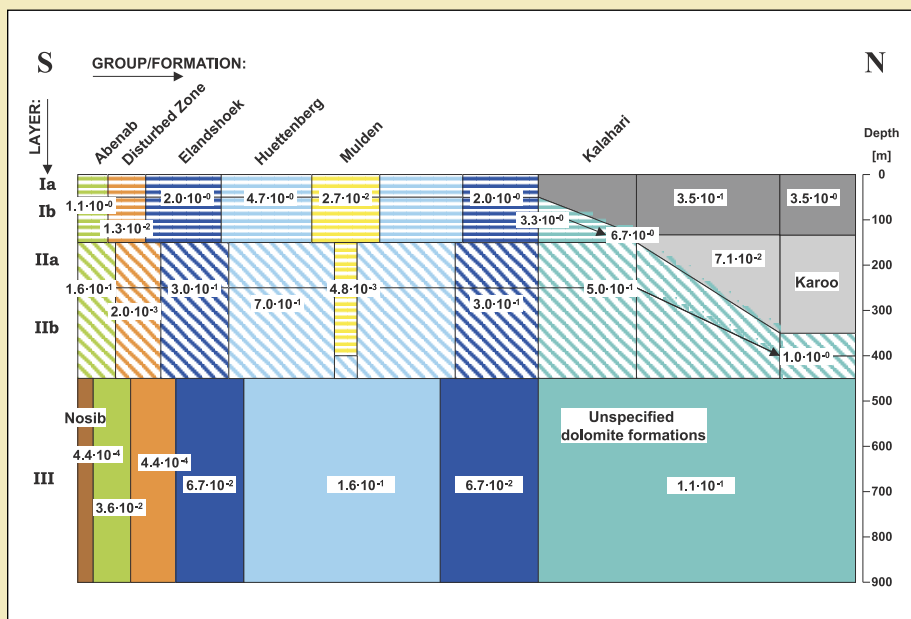 S
GROUP/FORMATION:
N
LAYER:
Abenab
Disturbed Zone
Elandshoek
Huettenberg
Mulden
Kalahari
Depth
[m]
Ia
0
2.0·10⁻⁰
4.7·10⁻⁰
2.7·10⁻²
2.0·10⁻⁰
3.5·10⁻¹
3.5·10⁻⁰
Ib
1.1·10⁻⁰
3.3·10⁻⁰
100
1.3·10⁻²
6.7·10⁻⁰
IIa
7.1·10⁻²
200
Karoo
1.6·10⁻¹
3.0·10⁻¹
4.8·10⁻³
5.0·10⁻¹
2.0·10⁻³
7.0·10⁻¹
3.0·10⁻¹
300
IIb
1.0·10⁻⁰
400
Nosib
Unspecified
dolomite formations
500
4.4·10⁻⁴
4.4·10⁻⁴
600
III
6.7·10⁻²
1.6·10⁻¹
6.7·10⁻²
1.1·10⁻¹
700
3.6·10⁻²
800
900